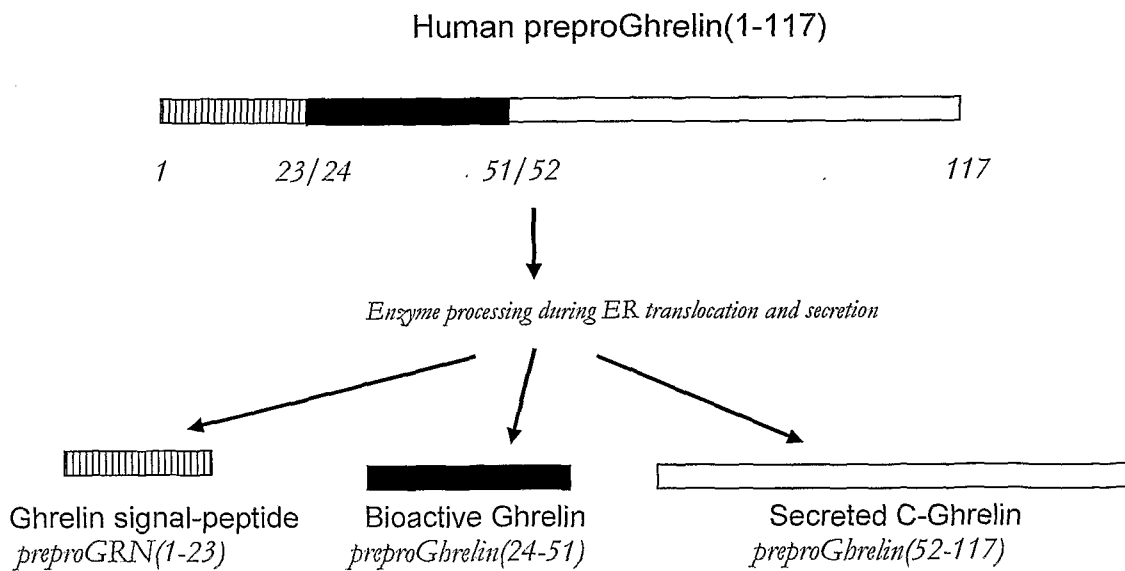 Human preproGhrelin(1-117)
1 23/24 51/52 117
Enzyme processing during ER translocation and secretion
Ghrelin signal-peptide Bioactive Ghrelin Secreted C-Ghrelin
preproGRN(1-23) preproGhrelin(24-51) preproGhrelin(52-117)